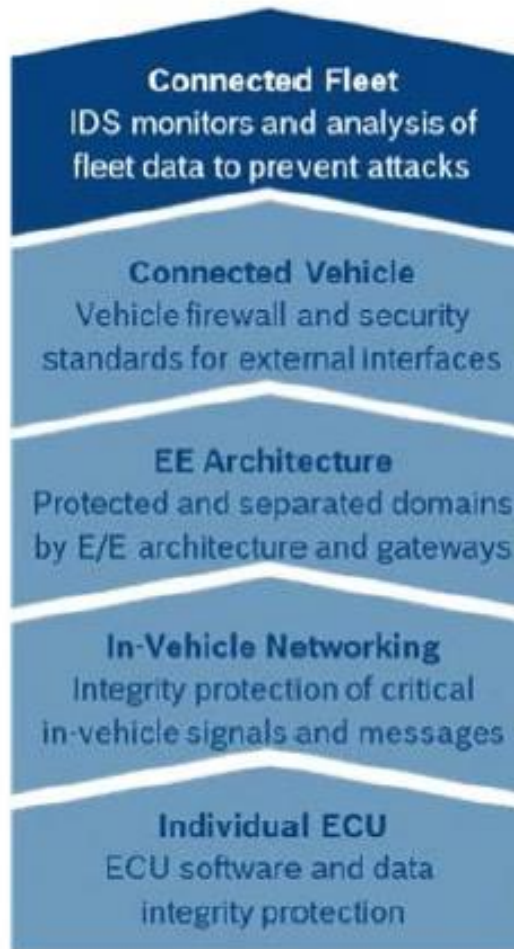 Connected Fleet
IDS monitors and analysis of
fleet data to prevent attacks
Connected Vehicle
Vehicle firewall and security
standards for external interfaces
EE Architecture
Protected and separated domains
by E/E architecture and gateways
In-Vehicle Networking
Integrity protection of critical
in-vehicle signals and messages
Individual ECU
ECU software and data
integrity protection